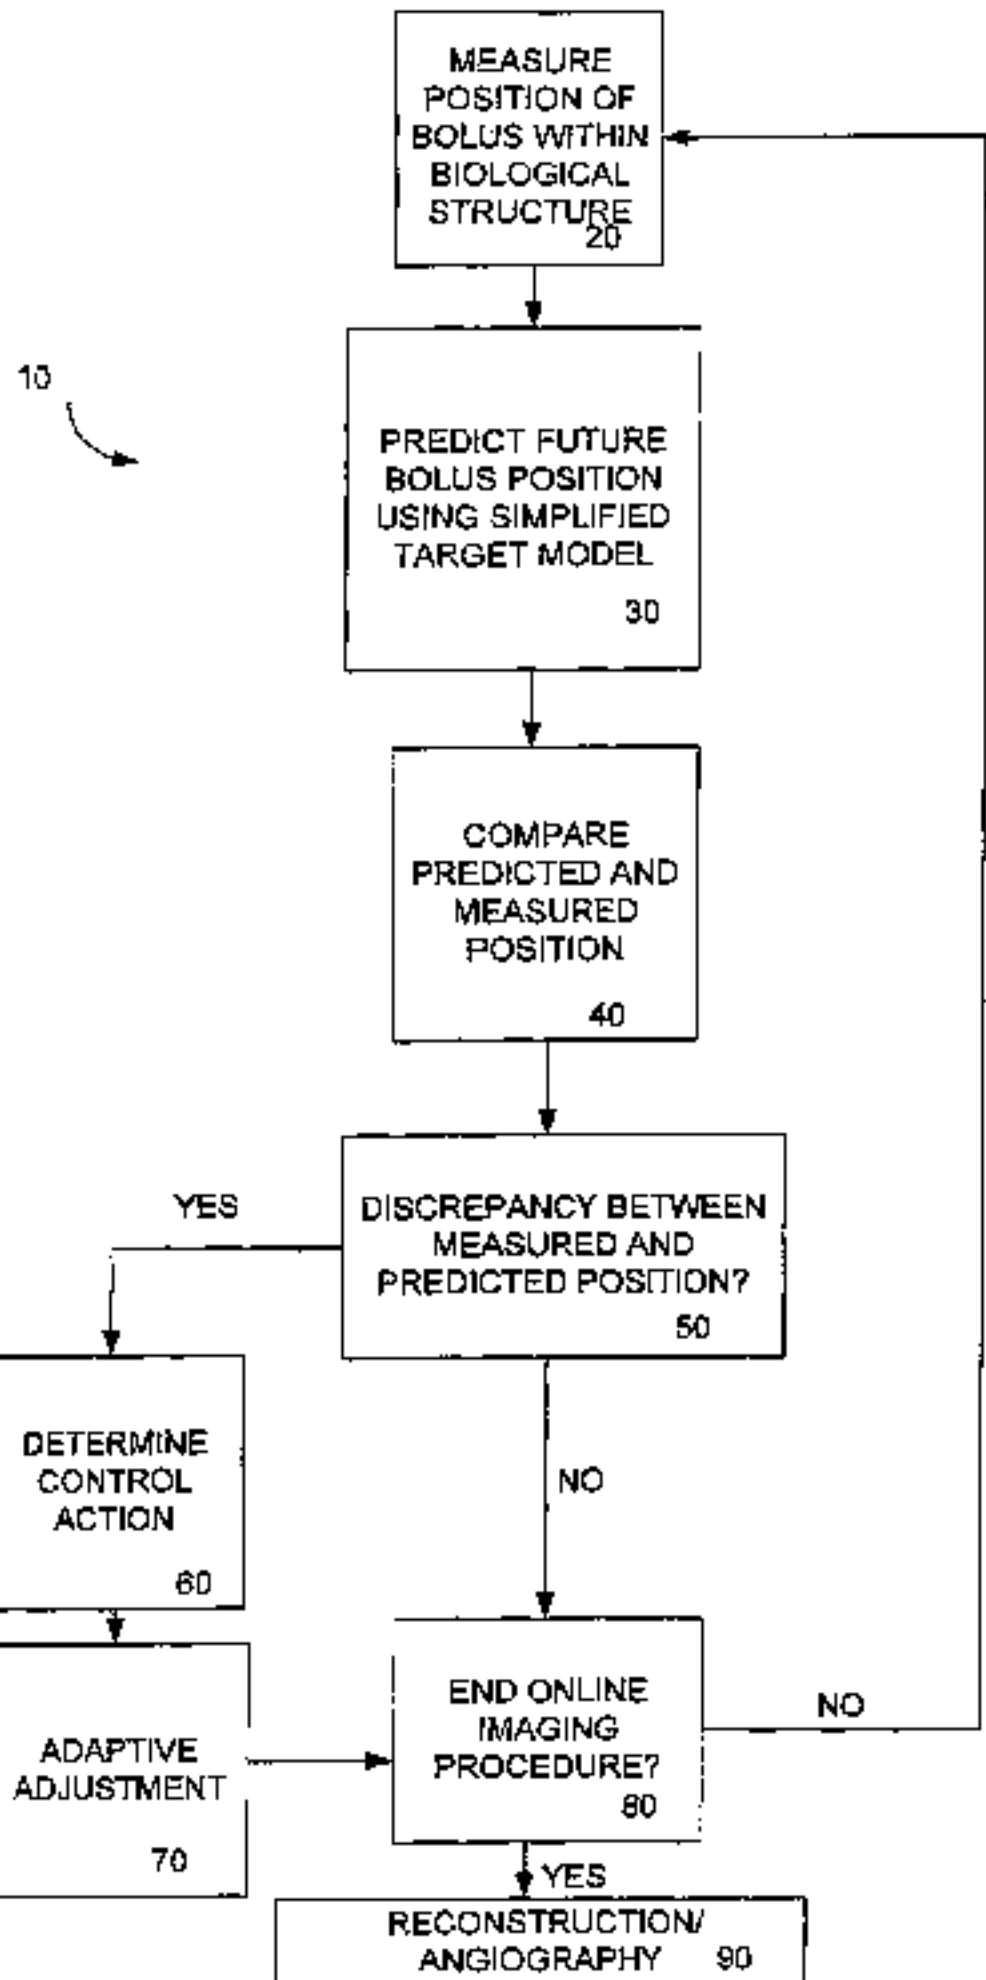 MEASURE
POSITION OF
BOLUS WITHIN
BIOLOGICAL
STRUCTURE
20
10
PREDICT FUTURE
BOLUS POSITION
USING SIMPLIFIED
TARGET MODEL
30
COMPARE
PREDICTED AND
MEASURED
POSITION
40
YES
DISCREPANCY BETWEEN
MEASURED AND
PREDICTED POSITION?
50
DETERMINE
CONTROL
ACTION
60
NO
ADAPTIVE
ADJUSTMENT
70
END ONLINE
IMAGING
PROCEDURE?
80
NO
YES
RECONSTRUCTION/
ANGIOGRAPHY 90